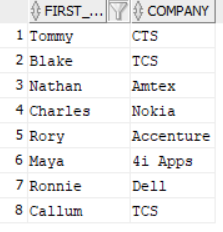 FIRST_... COMPANY
1 Tommy CTS
2 Blake TCS
3 Nathan Amtex
4 Charles Nokia
5 Rory Accenture
6 Maya 4i Apps
7 Ronnie Dell
8 Callum TCS